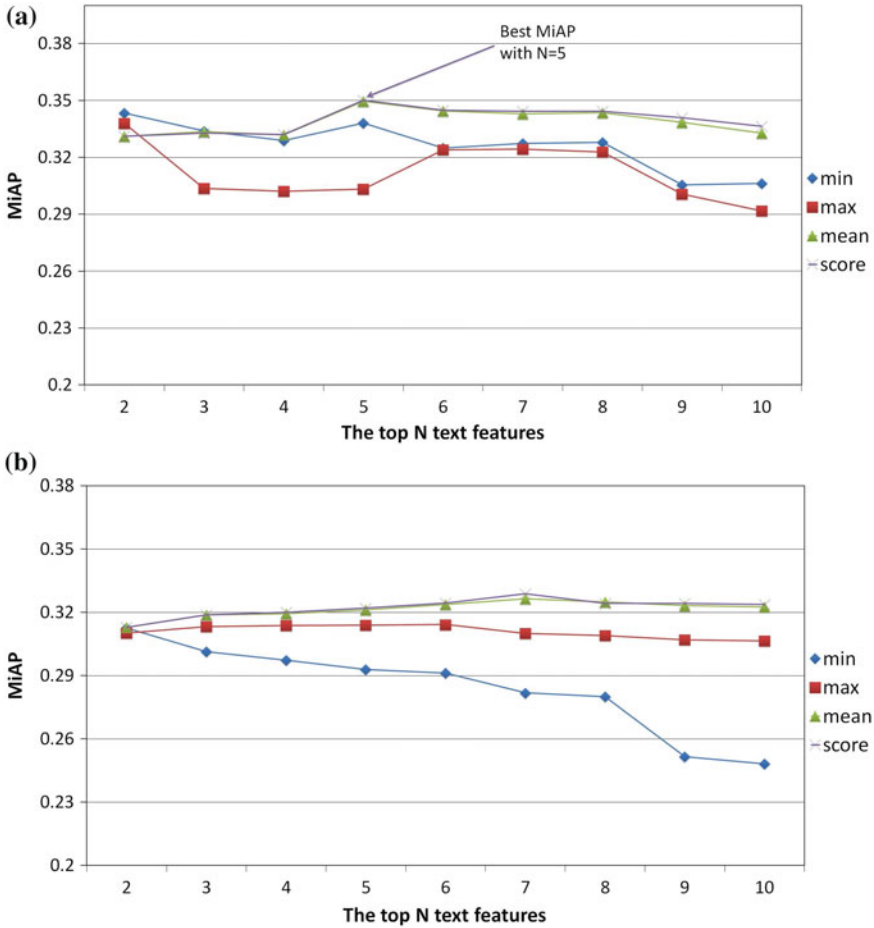 (a)
0.38
0.35
0.32
0.29
0.26
0.23
0.2
MiAP
Best MiAP
with N=5
min
max
mean
score
2 3 4 5 6 7 8 9 10
The top N text features
(b)
0.38
0.35
0.32
0.29
0.26
0.23
0.2
MiAP
min
max
mean
score
2 3 4 5 6 7 8 9 10
The top N text features